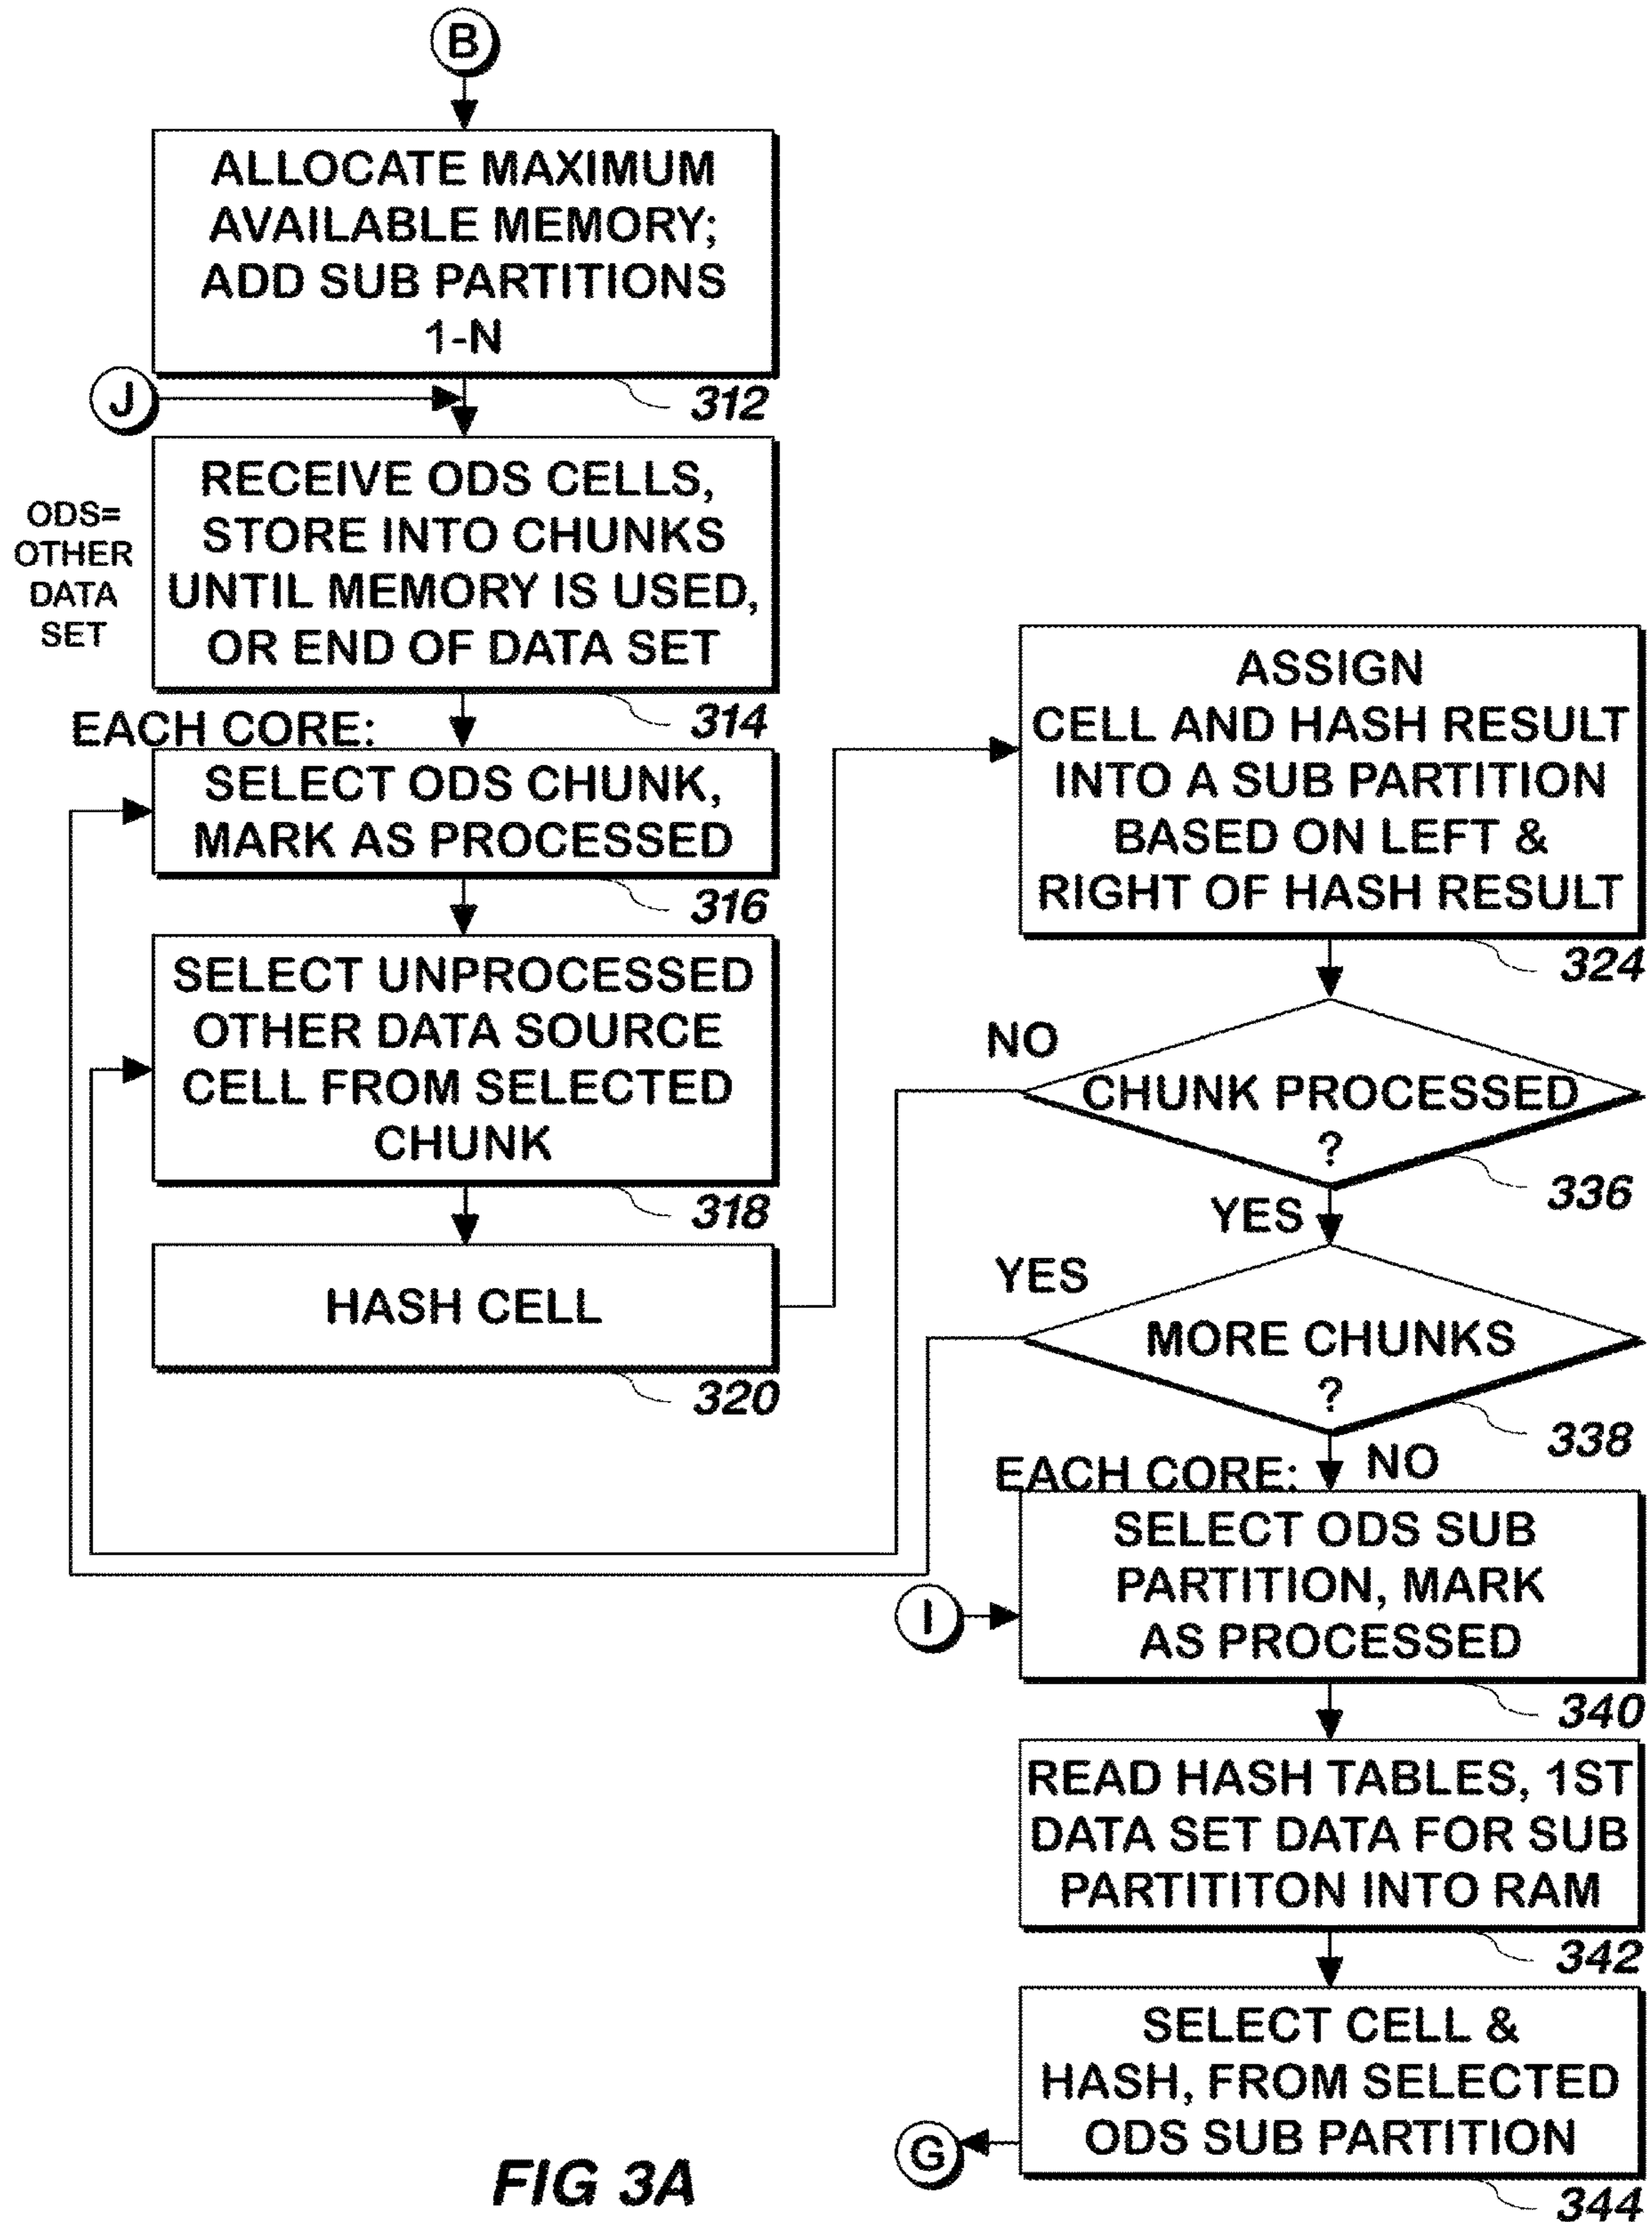 B
ALLOCATE MAXIMUM
AVAILABLE MEMORY;
ADD SUB PARTITIONS
1-N
J
312
ODS=
OTHER
DATA
SET
RECEIVE ODS CELLS,
STORE INTO CHUNKS
UNTIL MEMORY IS USED,
OR END OF DATA SET
314
EACH CORE:
SELECT ODS CHUNK,
MARK AS PROCESSED
316
SELECT UNPROCESSED
OTHER DATA SOURCE
CELL FROM SELECTED
CHUNK
318
HASH CELL
320
ASSIGN
CELL AND HASH RESULT
INTO A SUB PARTITION
BASED ON LEFT &
RIGHT OF HASH RESULT
324
NO
CHUNK PROCESSED
?
336
YES
YES
MORE CHUNKS
?
338
EACH CORE:
NO
SELECT ODS SUB
PARTITION, MARK
AS PROCESSED
I
340
READ HASH TABLES, 1ST
DATA SET DATA FOR SUB
PARTITITON INTO RAM
342
SELECT CELL &
HASH, FROM SELECTED
ODS SUB PARTITION
G
344
FIG 3A